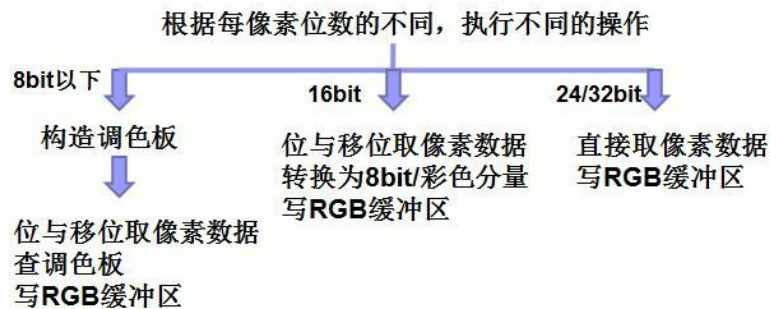 根据每像素位数的不同，执行不同的操作
8bit以下
16bit
24/32bit
构造调色板
位与移位取像素数据
查调色板
写RGB缓冲区
位与移位取像素数据
转换为8bit/彩色分量
写RGB缓冲区
直接取像素数据
写RGB缓冲区